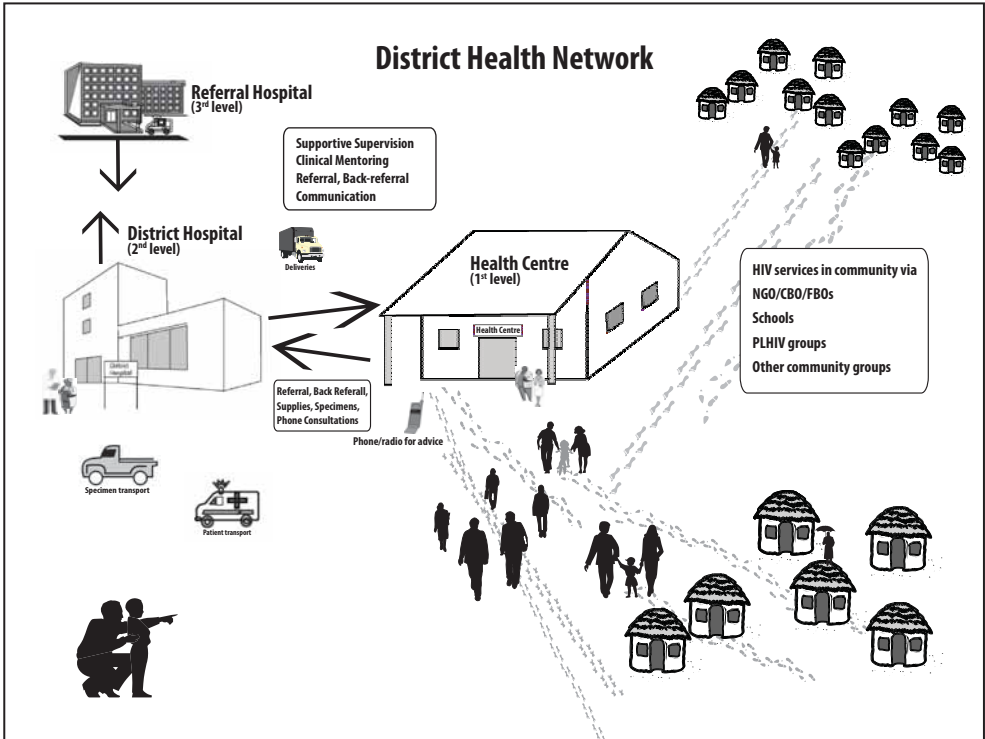 District Health Network
Referral Hospital
(3rd level)
Supportive Supervision
Clinical Mentoring
Referral, Back-referral
Communication
District Hospital
(2nd level)
Deliveries
Health Centre
(1st level)
Health Centre
HIV services in community via
NGO/CBO/FBOs
Schools
PLHIV groups
Other community groups
District
Hospital
Referral, Back Referall,
Supplies, Specimens,
Phone Consultations
Phone/radio for advice
Specimen transport
Patient transport